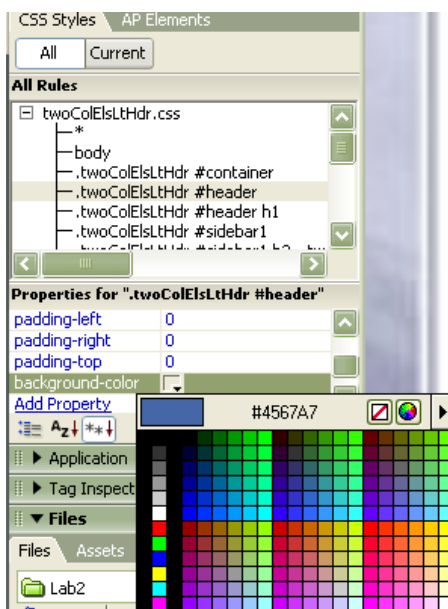 CSS Styles AP Elements
All Current
All Rules
twoColElsLtHdr.css
*
body
.twoColElsLtHdr #container
.twoColElsLtHdr #header
.twoColElsLtHdr #header h1
.twoColElsLtHdr #sidebar1
Properties for ".twoColElsLtHdr #header"
padding-left 0
padding-right 0
padding-top 0
background-color
Add Property
#4567A7
AZ **
Application
Tag Inspect
Files
Files Assets
Lab2